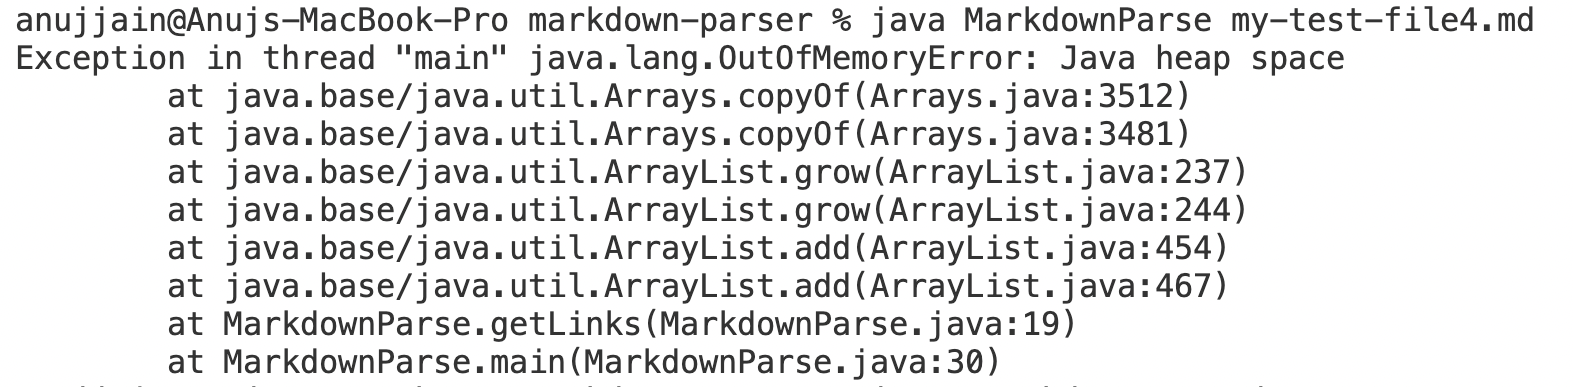 anujjain@Anujs-MacBook-Pro markdown-parser % java MarkdownParse my-test-file4.md
Exception in thread "main" java.lang.OutOfMemoryError: Java heap space
        at java.base/java.util.Arrays.copyOf(Arrays.java:3512)
        at java.base/java.util.Arrays.copyOf(Arrays.java:3481)
        at java.base/java.util.ArrayList.grow(ArrayList.java:237)
        at java.base/java.util.ArrayList.grow(ArrayList.java:244)
        at java.base/java.util.ArrayList.add(ArrayList.java:454)
        at java.base/java.util.ArrayList.add(ArrayList.java:467)
        at MarkdownParse.getLinks(MarkdownParse.java:19)
        at MarkdownParse.main(MarkdownParse.java:30)